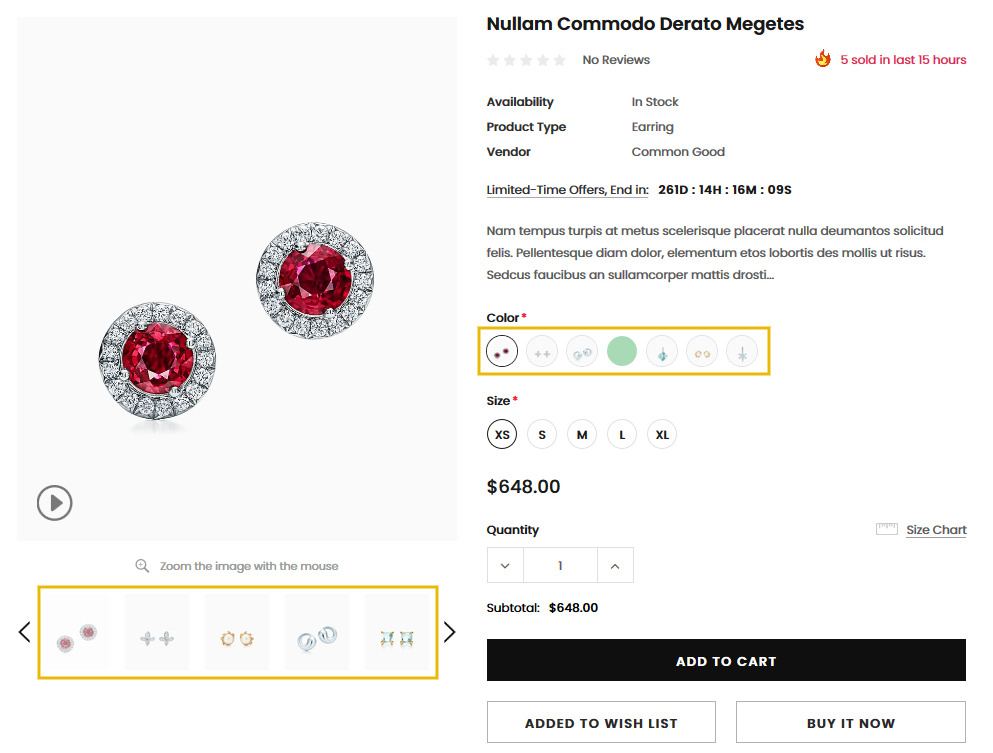 Nullam Commodo Derato Megetes
No Reviews
5 sold in last 15 hours
Availability In Stock
Product Type Earring
Vendor Common Good
Limited-Time Offers, End in: 261D : 14H : 16M : 09S
Nam tempus turpis at metus scelerisque placerat nulla deumantos solicitud
felis. Pellentesque diam dolor, elementum etos lobortis des mollis ut risus.
Sedcus faucibus an sullamcorper mattis drosti...
Color*
Size*
XS S M L XL
$648.00
Quantity
Size Chart
1
Zoom the image with the mouse
Subtotal: $648.00
ADD TO CART
ADDED TO WISH LIST
BUY IT NOW